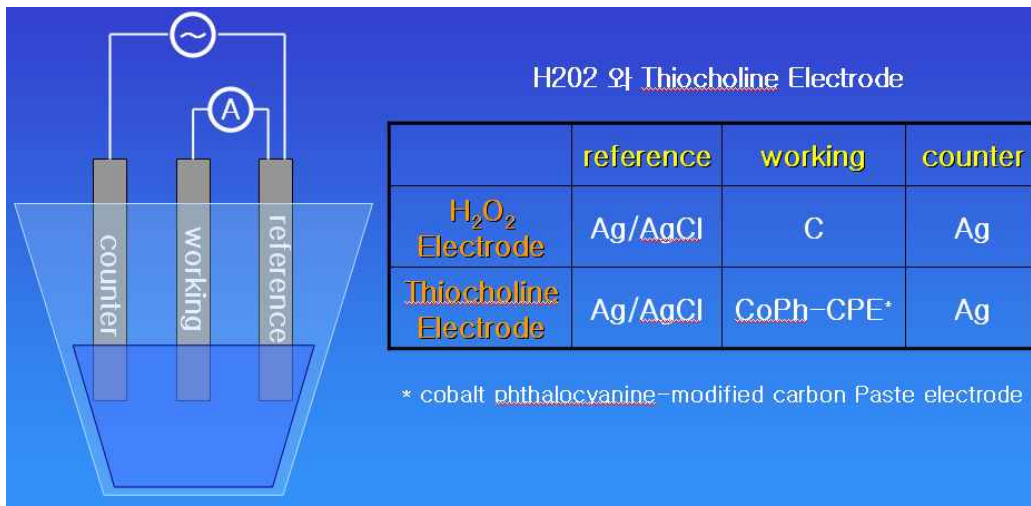 A
counter
working
reference
H2O2 와 Thiocholine Electrode
reference working counter
H₂O₂ Electrode Ag/AgCl C Ag
Thiocholine Electrode Ag/AgCl CoPh-CPE* Ag
* cobalt phthalocyanine-modified carbon Paste electrode